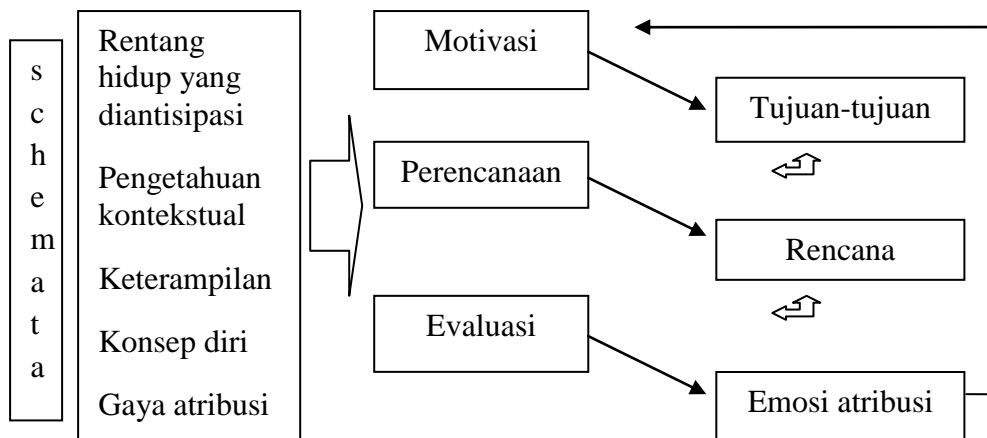 schemata
Rentang
hidup yang
diantisipasi
Pengetahuan
kontekstual
Keterampilan
Konsep diri
Gaya atribusi
Motivasi
Tujuan-tujuan
Perencanaan
Rencana
Evaluasi
Emosi atribusi